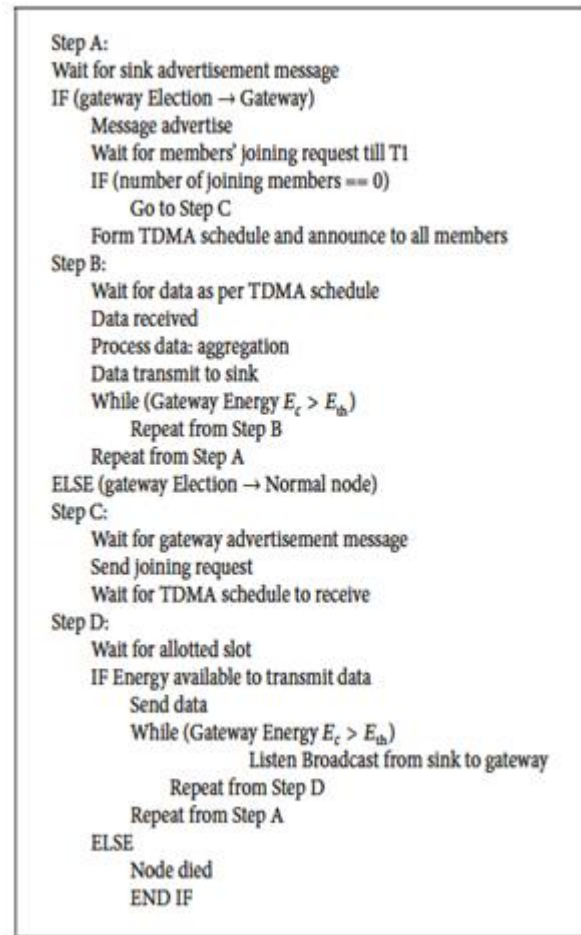 Step A:
Wait for sink advertisement message
IF (gateway Election → Gateway)
Message advertise
Wait for members' joining request till T1
IF (number of joining members == 0)
Go to Step C
Form TDMA schedule and announce to all members
Step B:
Wait for data as per TDMA schedule
Data received
Process data: aggregation
Data transmit to sink
While (Gateway Energy E_c > E_th)
Repeat from Step B
Repeat from Step A
ELSE (gateway Election → Normal node)
Step C:
Wait for gateway advertisement message
Send joining request
Wait for TDMA schedule to receive
Step D:
Wait for allotted slot
IF Energy available to transmit data
Send data
While (Gateway Energy E_c > E_th)
Listen Broadcast from sink to gateway
Repeat from Step D
Repeat from Step A
ELSE
Node died
END IF